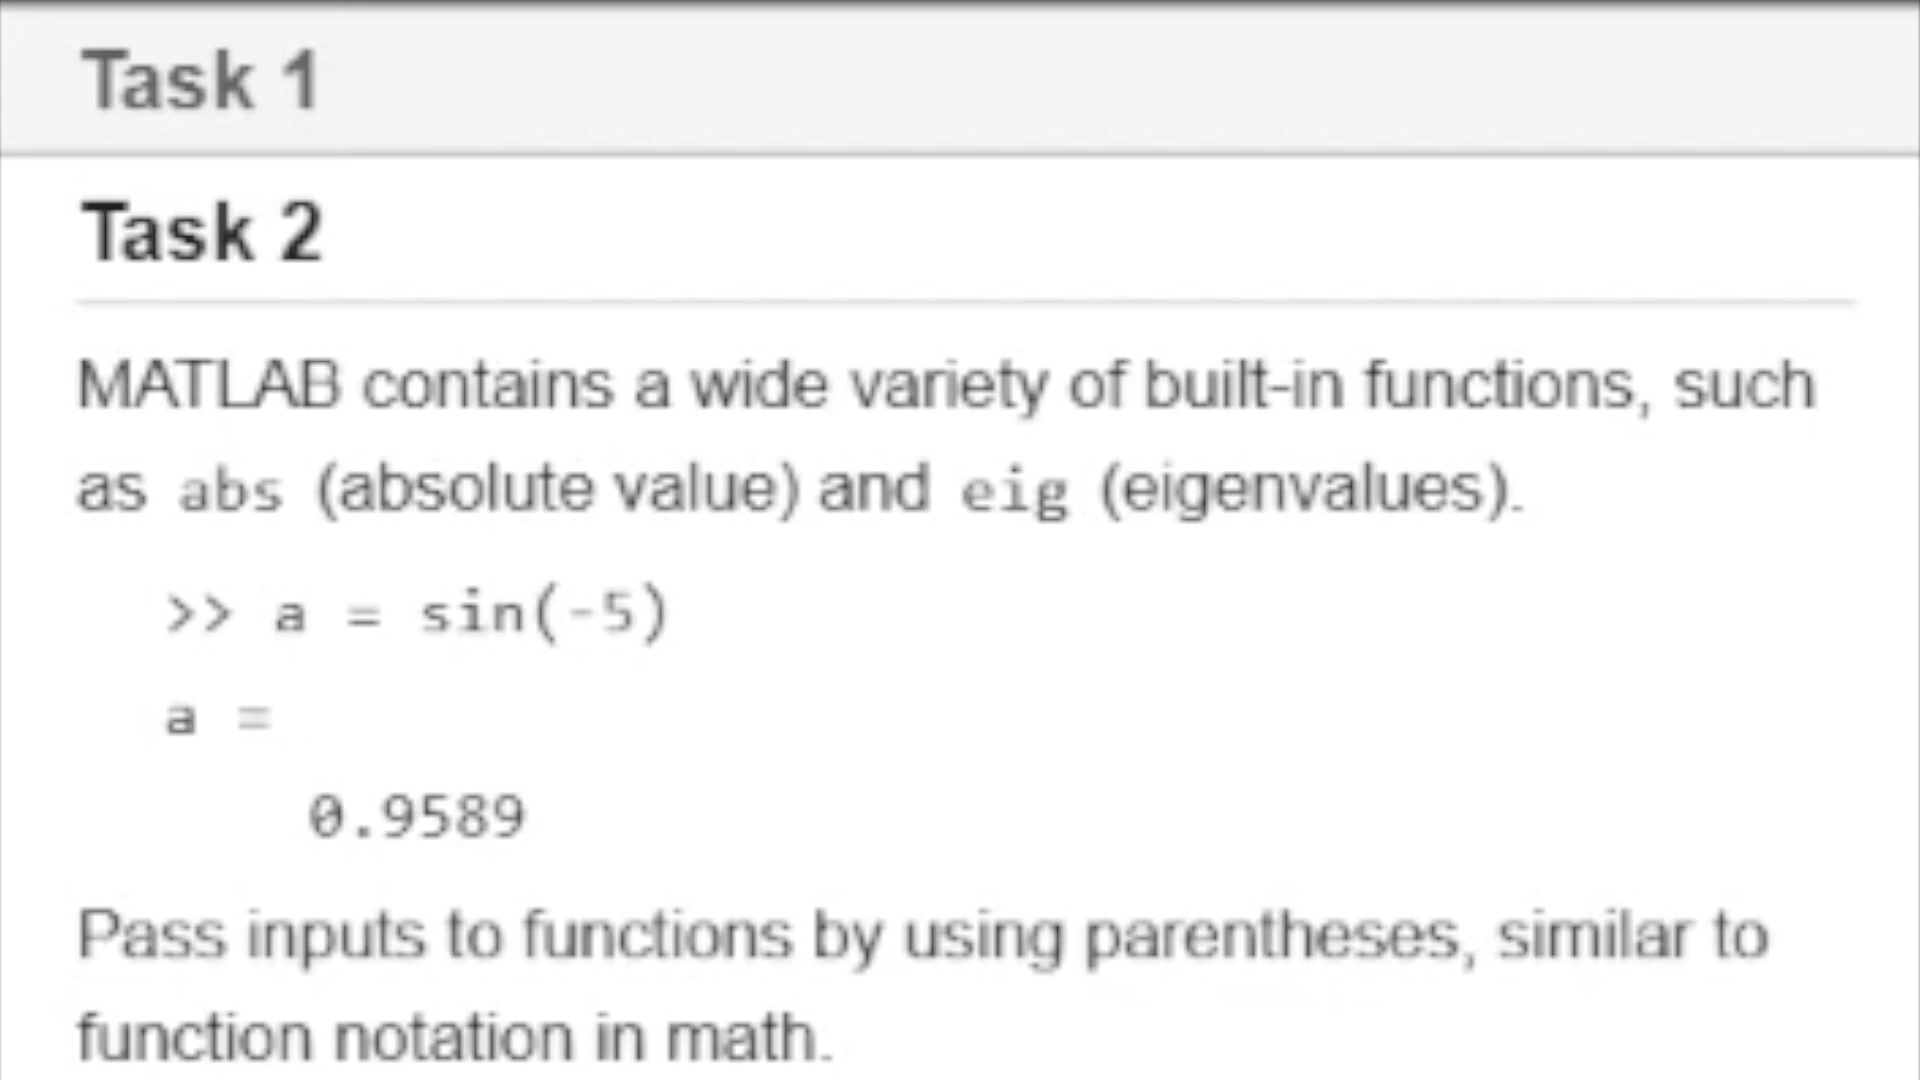 Task 1
Task 2
MATLAB contains a wide variety of built-in functions, such
as abs (absolute value) and eig (eigenvalues).
>> a = sin(-5)
a =
0.9589
Pass inputs to functions by using parentheses, similar to
function notation in math.